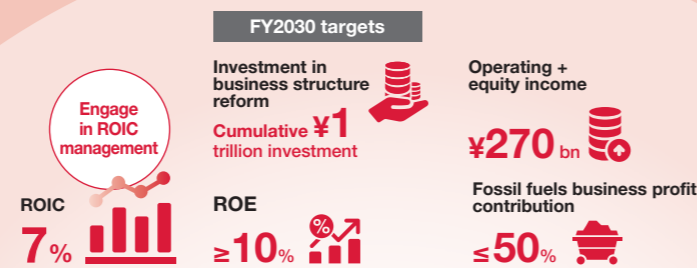 FY2030 targets
Engage
in ROIC
management
ROIC
7%
Investment in
business structure
reform
Cumulative ¥1
trillion investment
ROE
≥10%
%
Operating +
equity income
¥270 bn
Fossil fuels business profit
contribution
≤50%